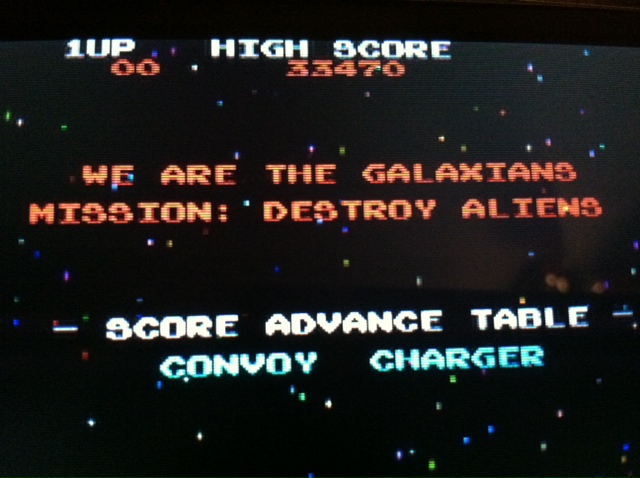 1UP HIGH SCORE
00 33470
WE ARE THE GALAXIANS
MISSION: DESTROY ALIENS
— SCORE ADVANCE TABLE —
CONVOY CHARGER